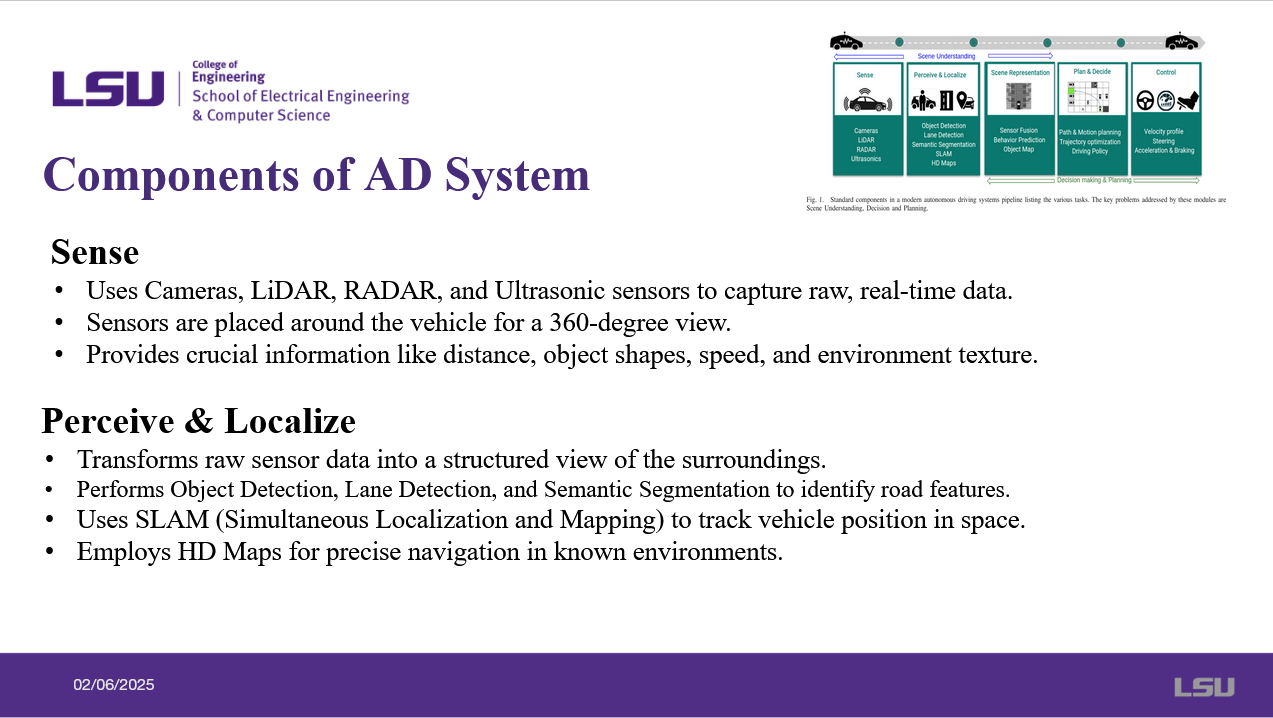 LSU
College of
Engineering
School of Electrical Engineering
& Computer Science
Components of AD System
Scene Understanding
Sense
Cameras
LiDAR
RADAR
Ultrasonics
Perceive & Localize
Object Detection
Lane Detection
Semantic Segmentation
SLAM
HD Maps
Scene Representation
Sensor Fusion
Behavior Prediction
Object Map
Plan & Decide
Path & Motion planning
Trajectory optimization
Driving Policy
Control
Velocity profile
Steering
Acceleration & Braking
Decision making & Planning
Fig. 1. Standard components in a modern autonomous driving systems pipeline listing the various tasks. The key problems addressed by these modules are
Scene Understanding, Decision and Planning.
Sense
• Uses Cameras, LiDAR, RADAR, and Ultrasonic sensors to capture raw, real-time data.
• Sensors are placed around the vehicle for a 360-degree view.
• Provides crucial information like distance, object shapes, speed, and environment texture.
Perceive & Localize
• Transforms raw sensor data into a structured view of the surroundings.
• Performs Object Detection, Lane Detection, and Semantic Segmentation to identify road features.
• Uses SLAM (Simultaneous Localization and Mapping) to track vehicle position in space.
• Employs HD Maps for precise navigation in known environments.
02/06/2025
LSU